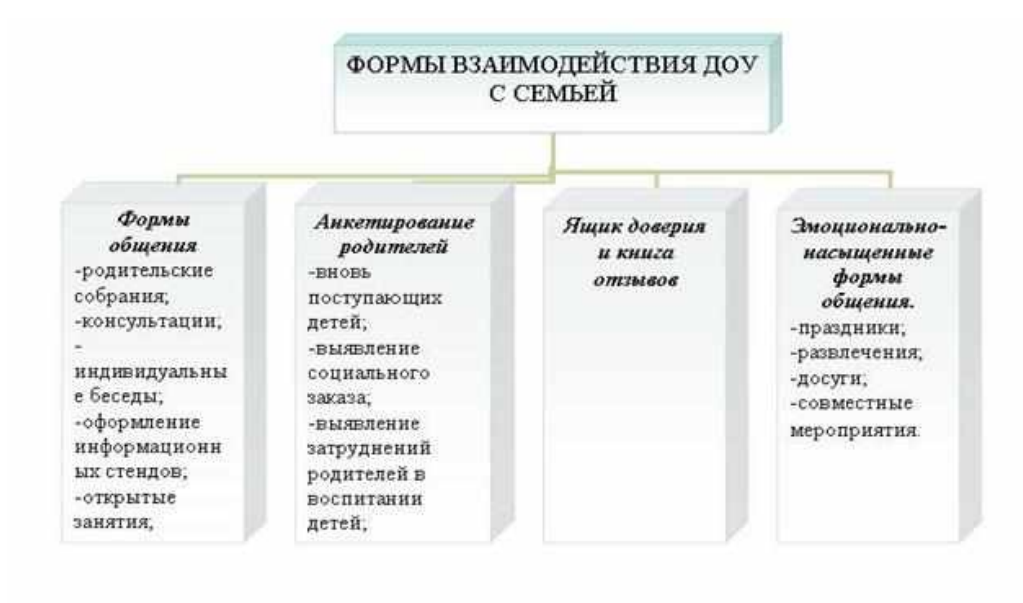 ФОРМЫ ВЗАИМОДЕЙСТВИЯ ДОУ
С СЕМЬЕЙ
Формы
общения
-родительские
собрания;
-консультации;
-
индивидуальны
е беседы;
-оформление
информационн
ых стендов;
-открытые
занятия;
Анкетирование
родителей
-вновь
поступающих
детей;
-выявление
социального
заказа;
-выявление
затруднений
родителей в
воспитании
детей;
Ящик доверия
и книга
отзывов
Эмоционально-
насыщенные
формы
общения.
-праздники;
-развлечения;
-досуги;
-совместные
мероприятия.